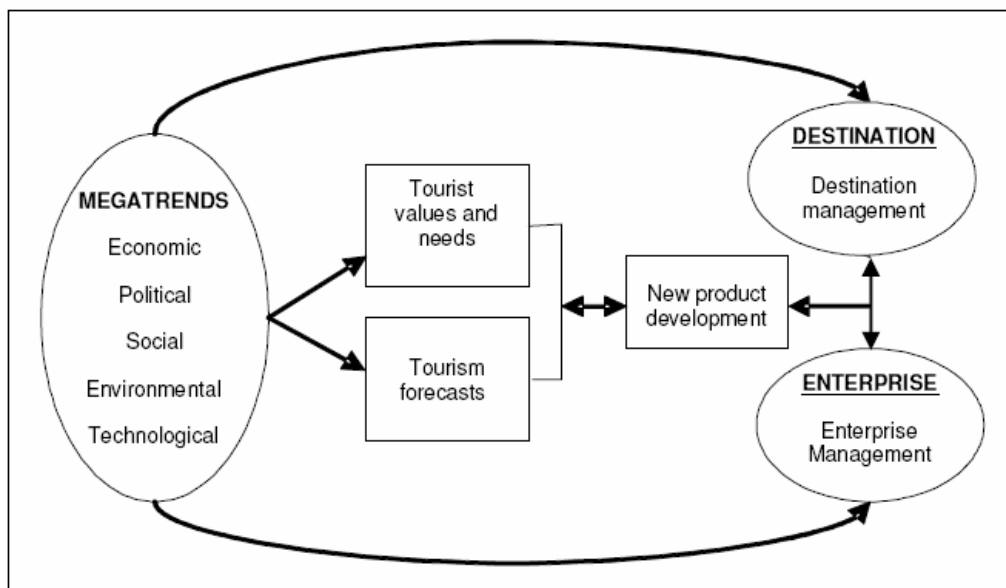 MEGATRENDS
Economic
Political
Social
Environmental
Technological
Tourist
values and
needs
Tourism
forecasts
New product
development
DESTINATION
Destination
management
ENTERPRISE
Enterprise
Management